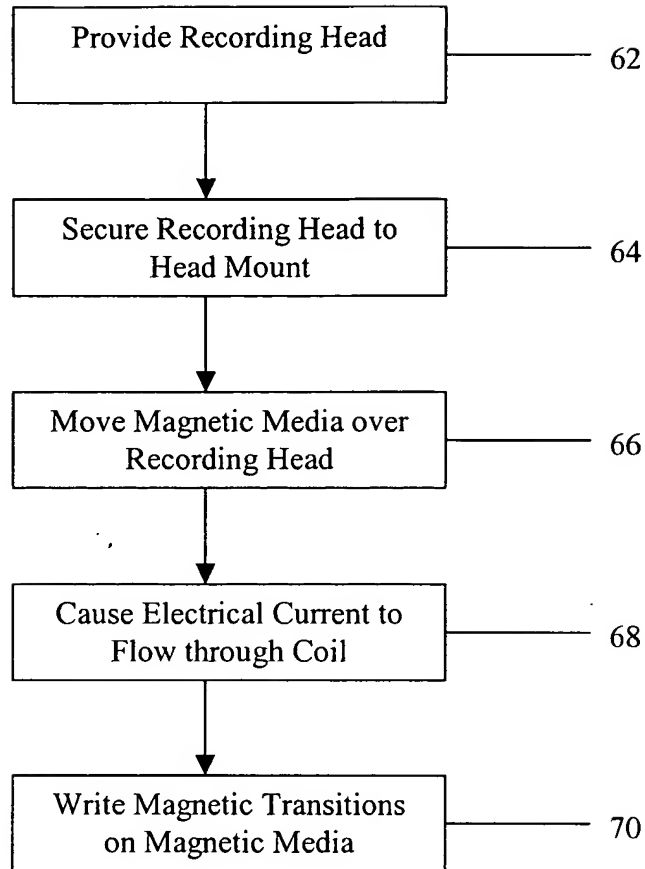 Provide Recording Head
62
Secure Recording Head to
Head Mount
64
Move Magnetic Media over
Recording Head
66
Cause Electrical Current to
Flow through Coil
68
Write Magnetic Transitions
on Magnetic Media
70